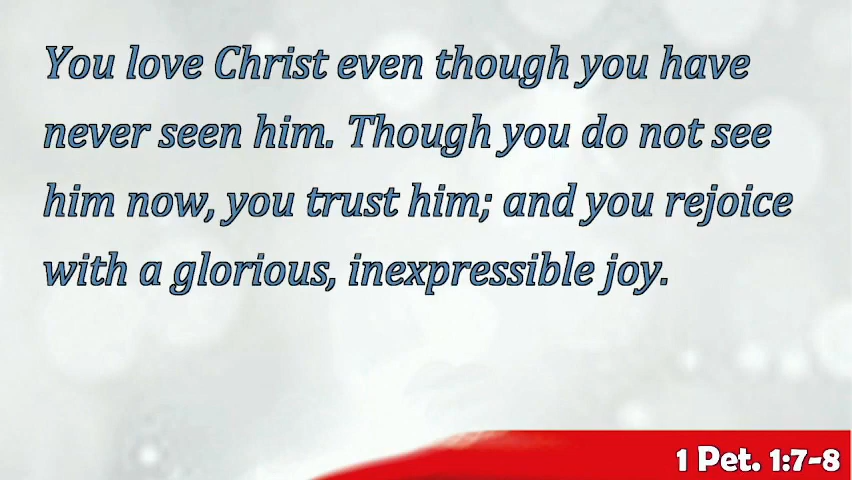 You love Christ even though you have
never seen him. Though you do not see
him now, you trust him; and you rejoice
with a glorious, inexpressible joy.
1 Pet. 1:7-8